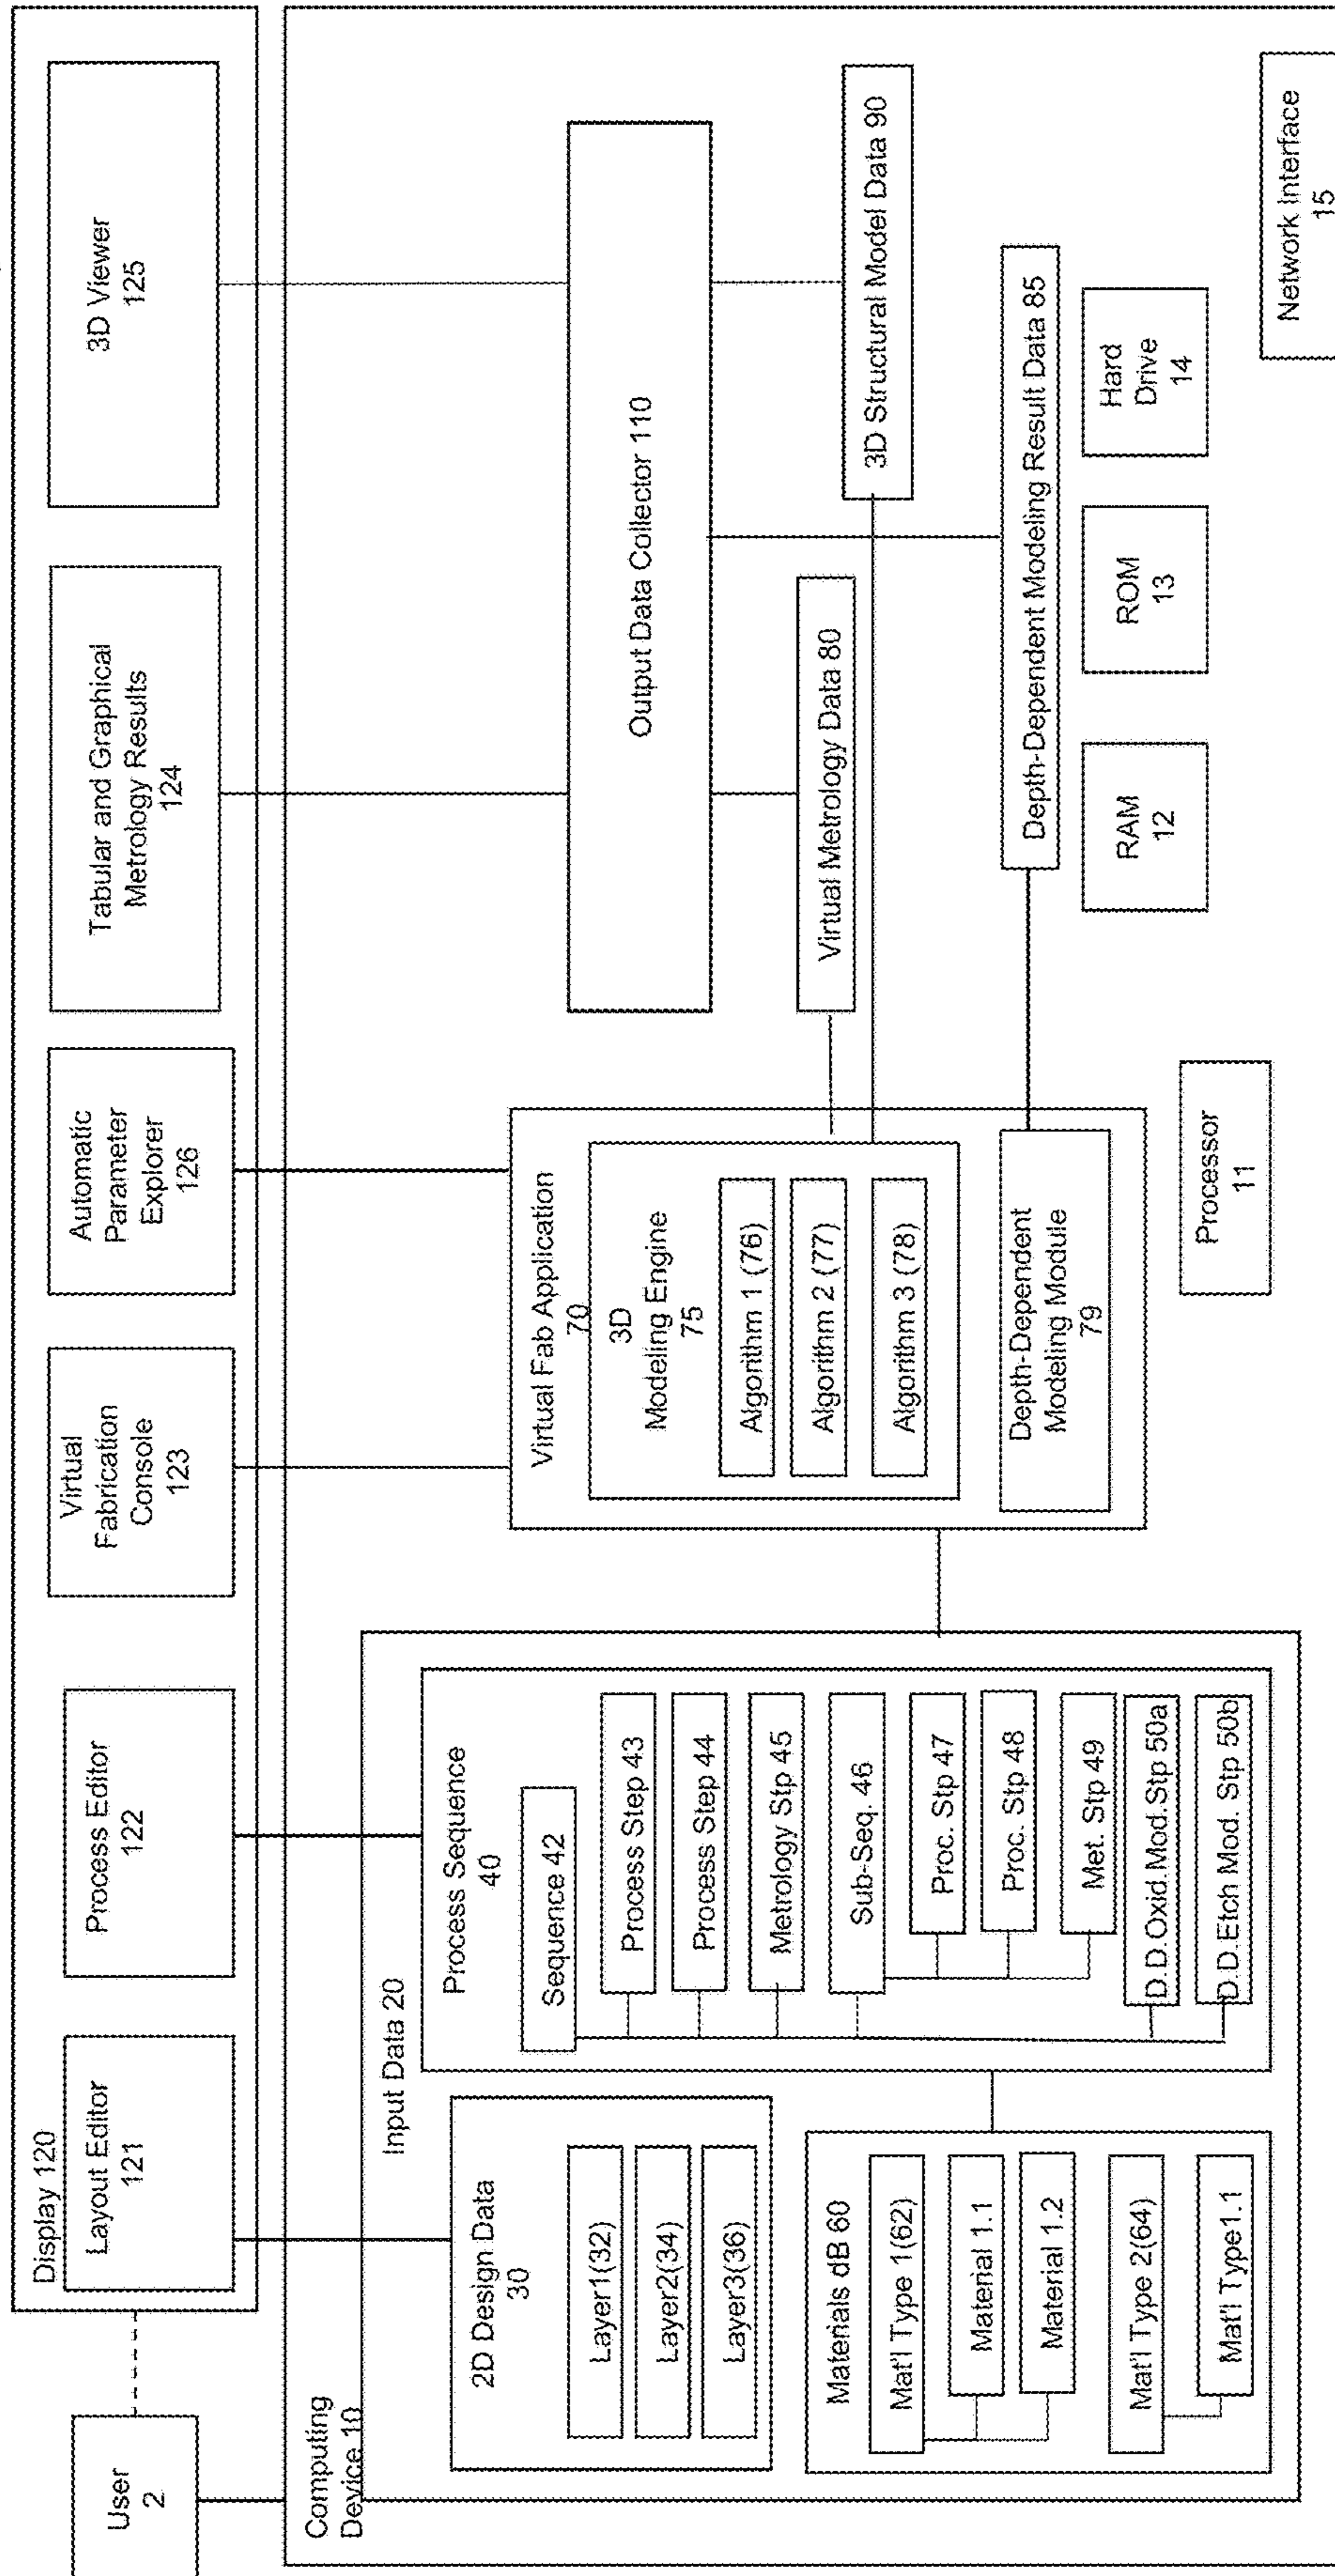 User
2
Display 120
Layout Editor
121
Process Editor
122
Virtual
Fabrication
Console
123
Automatic
Parameter
Explorer
126
Tabular and Graphical
Metrology Results
124
3D Viewer
125
Computing
Device 10
Input Data 20
2D Design Data
30
Layer1(32)
Layer2(34)
Layer3(36)
Materials dB 60
Mat'l Type 1(62)
Material 1.1
Material 1.2
Mat'l Type 2(64)
Mat'l Type1.1
Process Sequence
40
Sequence 42
Process Step 43
Process Step 44
Metrology Stp 45
Sub-Seq. 46
Proc. Stp 47
Proc. Stp 48
Met. Stp 49
D.D.Oxid.Mod.Stp 50a
D.D.Etch Mod. Stp 50b
Virtual Fab Application
70
3D
Modeling Engine
75
Algorithm 1 (76)
Algorithm 2 (77)
Algorithm 3 (78)
Depth-Dependent
Modeling Module
79
Output Data Collector 110
Virtual Metrology Data 80
3D Structural Model Data 90
Depth-Dependent Modeling Result Data 85
Processor
11
RAM
12
ROM
13
Hard
Drive
14
Network Interface
15